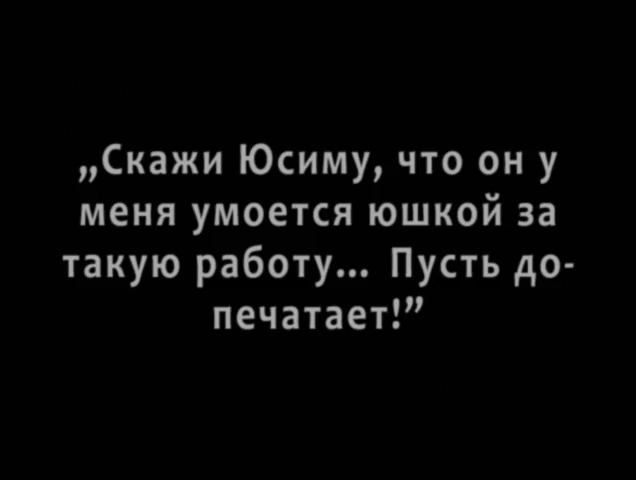 „Скажи Юсиму, что он у
меня умоется юшкой за
такую работу... Пусть до-
печатает!”